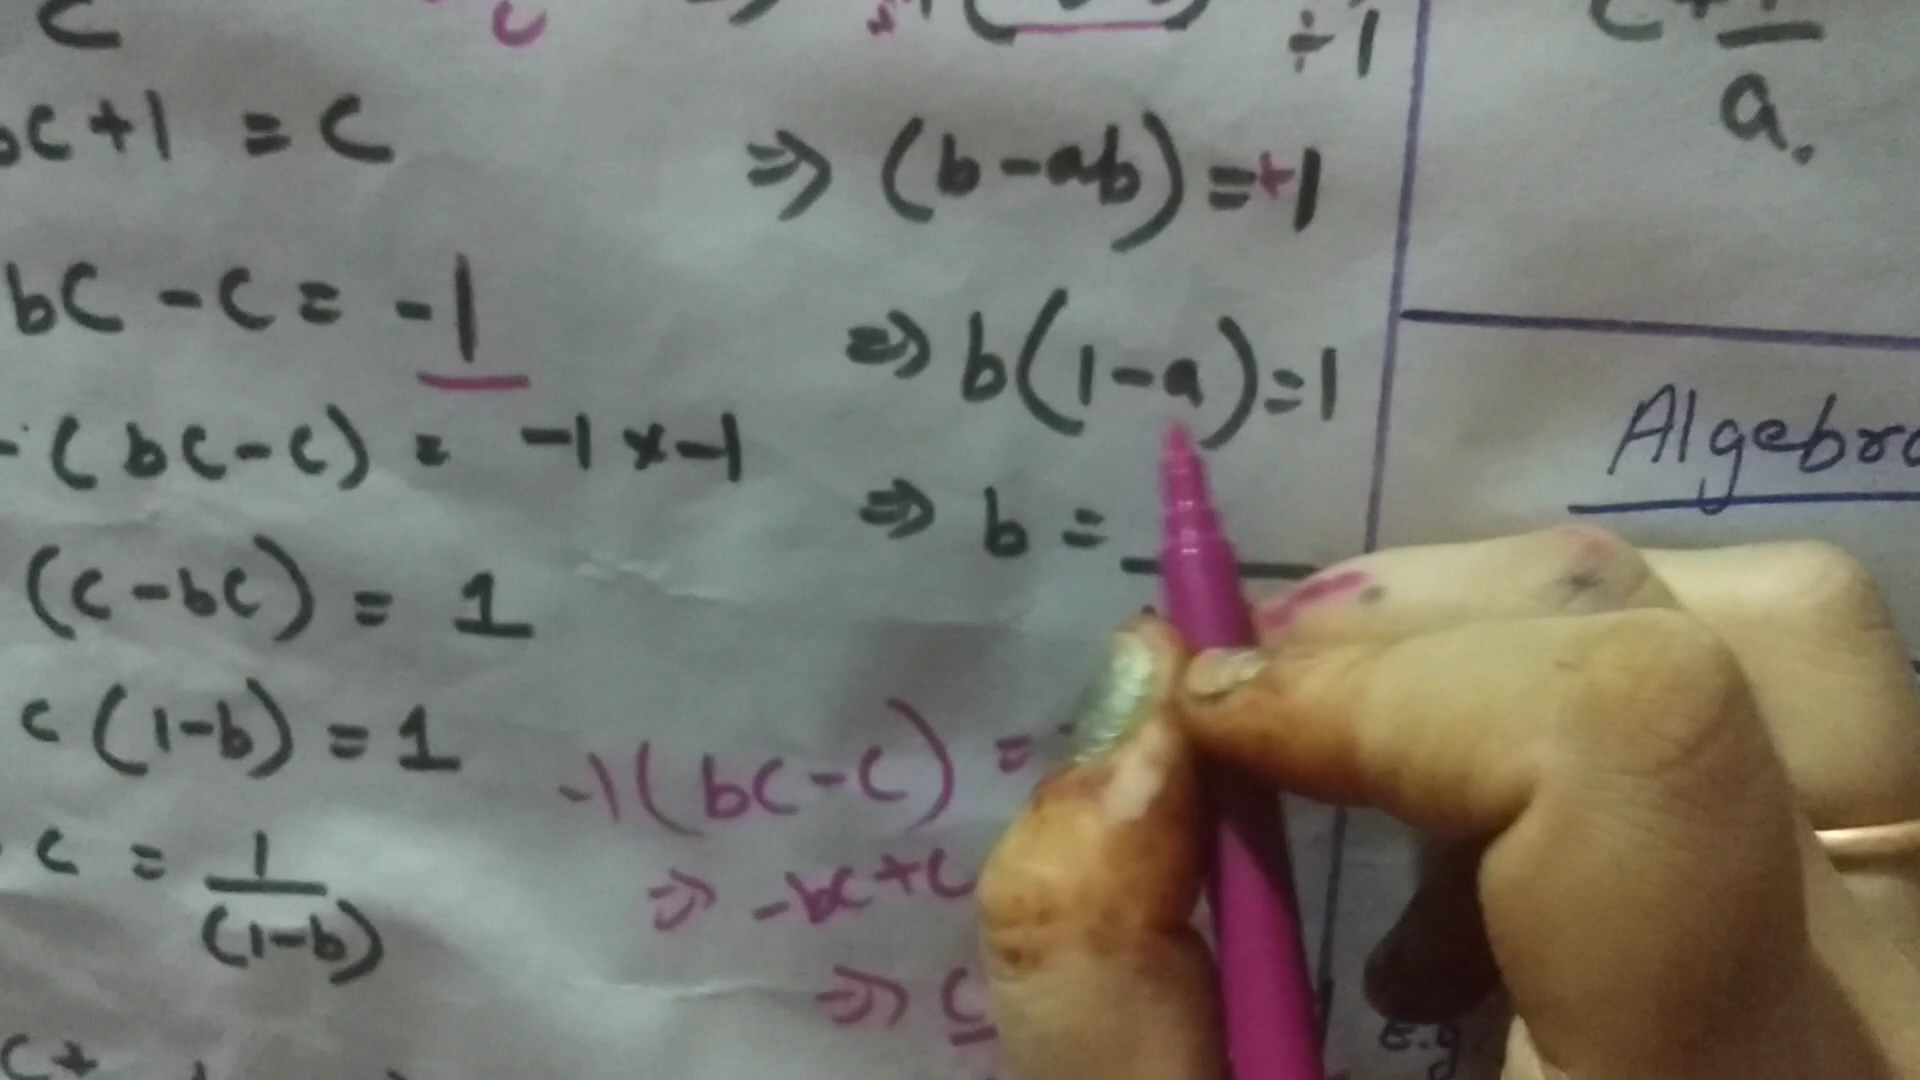 C
bC+1 = C
bC - C = -1
-(bC-C) = -1 x -1
(C-bC) = 1
C(1-b) = 1
C = 1
(1-b)
÷1
⇒ (b-ab) = +1
⇒ b(1-a) = 1
⇒ b =
-1(bC-C) =
⇒ -bC+C
⇒ C
a.
Algebra
E.g